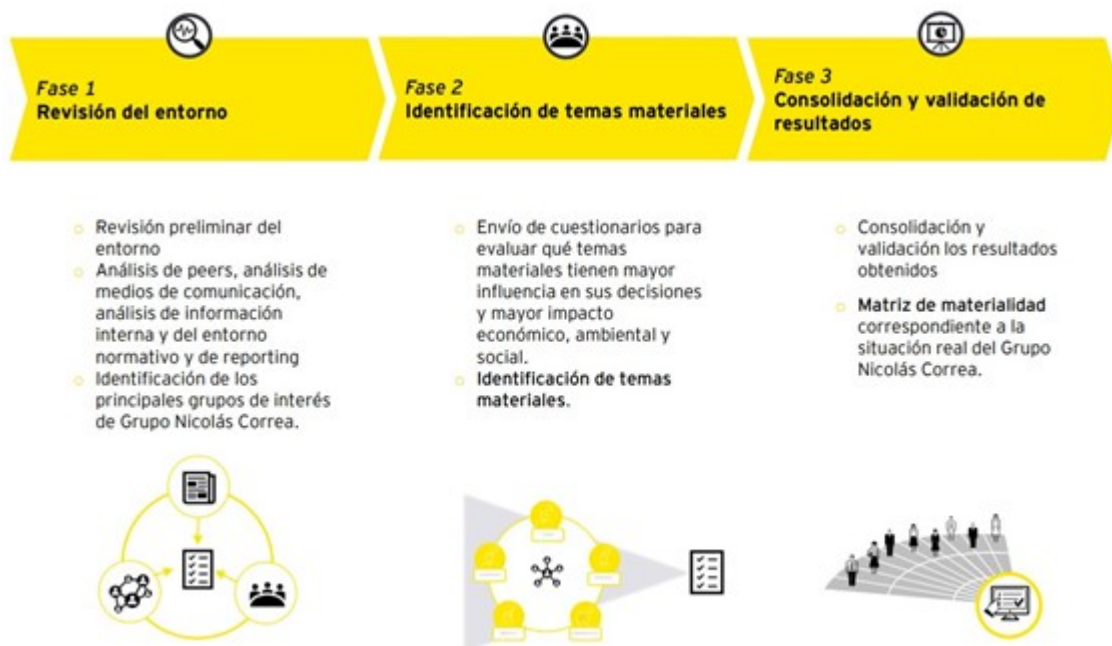 Fase 1
Revisión del entorno
Fase 2
Identificación de temas materiales
Fase 3
Consolidación y validación de
resultados
Revisión preliminar del
entorno
Análisis de peers, análisis de
medios de comunicación,
análisis de información
interna y del entorno
normativo y de reporting
Identificación de los
principales grupos de interés
de Grupo Nicolás Correa.
Envío de cuestionarios para
evaluar qué temas
materiales tienen mayor
influencia en sus decisiones
y mayor impacto
económico, ambiental y
social.
Identificación de temas
materiales.
Consolidación y
validación los resultados
obtenidos
Matriz de materialidad
correspondiente a la
situación real del Grupo
Nicolás Correa.